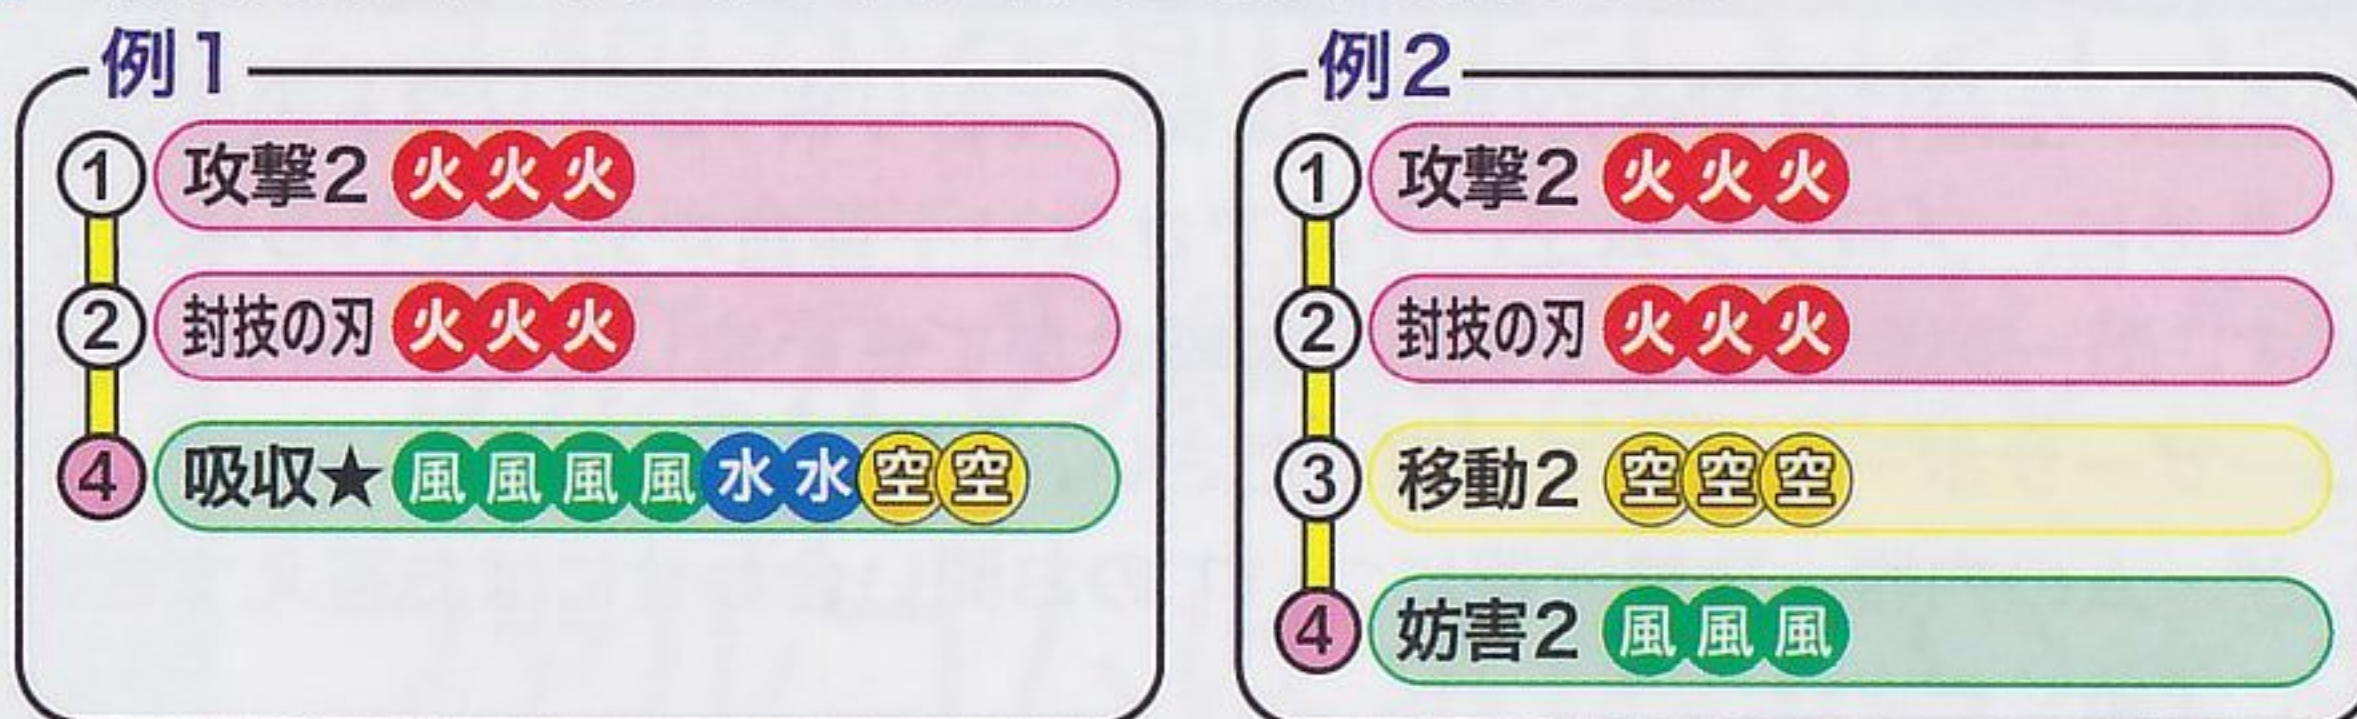 例1
① 攻撃2 火火火
② 封技の刃 火火火
④ 吸収★ 風風風風水水空空
例2
① 攻撃2 火火火
② 封技の刃 火火火
③ 移動2 空空空
④ 妨害2 風風風